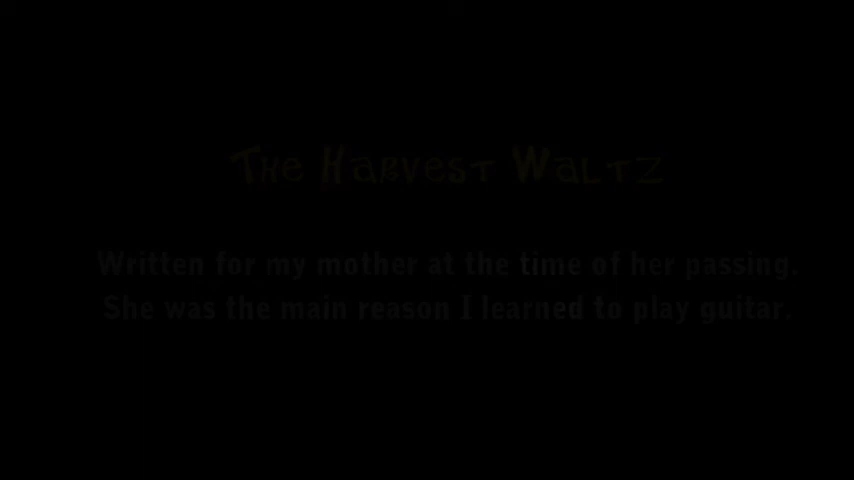 The Harvest Waltz
Written for my mother at the time of her passing.
She was the main reason I learned to play guitar.